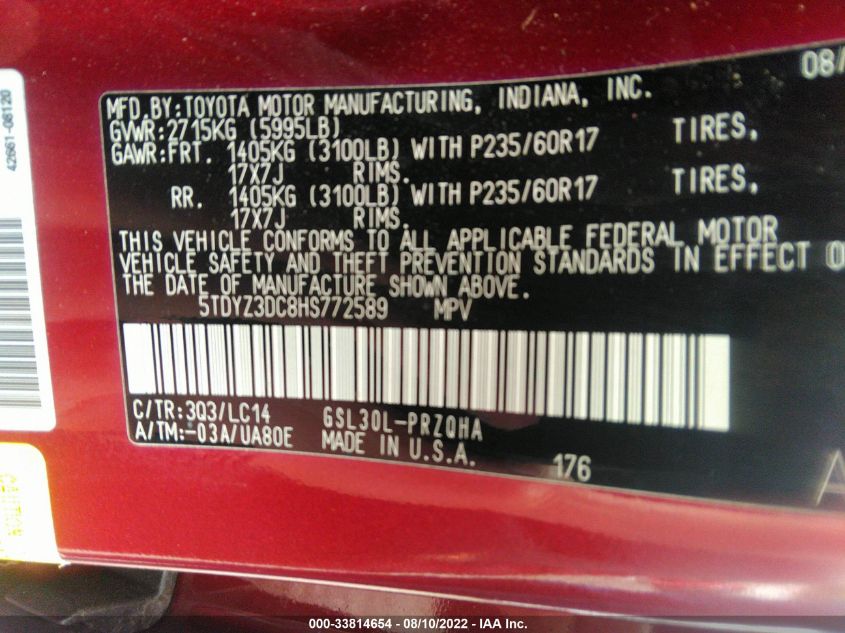 42661-08120
08/
MFD.BY:TOYOTA MOTOR MANUFACTURING, INDIANA, INC.
GVWR:2715KG (5995LB)
GAWR:FRT. 1405KG (3100LB) WITH P235/60R17 TIRES,
17X7J RIMS.
RR. 1405KG (3100LB) WITH P235/60R17 TIRES,
17X7J RIMS.
THIS VEHICLE CONFORMS TO ALL APPLICABLE FEDERAL MOTOR
VEHICLE SAFETY AND THEFT PREVENTION STANDARDS IN EFFECT O
THE DATE OF MANUFACTURE SHOWN ABOVE.
5TDYZ3DC8HS772589 MPV
C/TR:3Q3/LC14 GSL30L-PRZQHA
A/TM:-03A/UA80E MADE IN U.S.A.
176
A
CAUTION
000-33814654 — 08/10/2022 — IAA Inc.